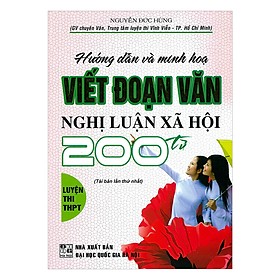 NGUYỄN ĐỨC HÙNG
(GV chuyên Văn, Trung tâm luyện thi Vĩnh Viễn - TP. Hồ Chí Minh)
Hướng dẫn và minh hoạ
VIẾT ĐOẠN VĂN
NGHỊ LUẬN XÃ HỘI
200 từ
(Tái bản lần thứ nhất)
LUYỆN
THI
THPT
NHÀ XUẤT BẢN
ĐẠI HỌC QUỐC GIA HÀ NỘI